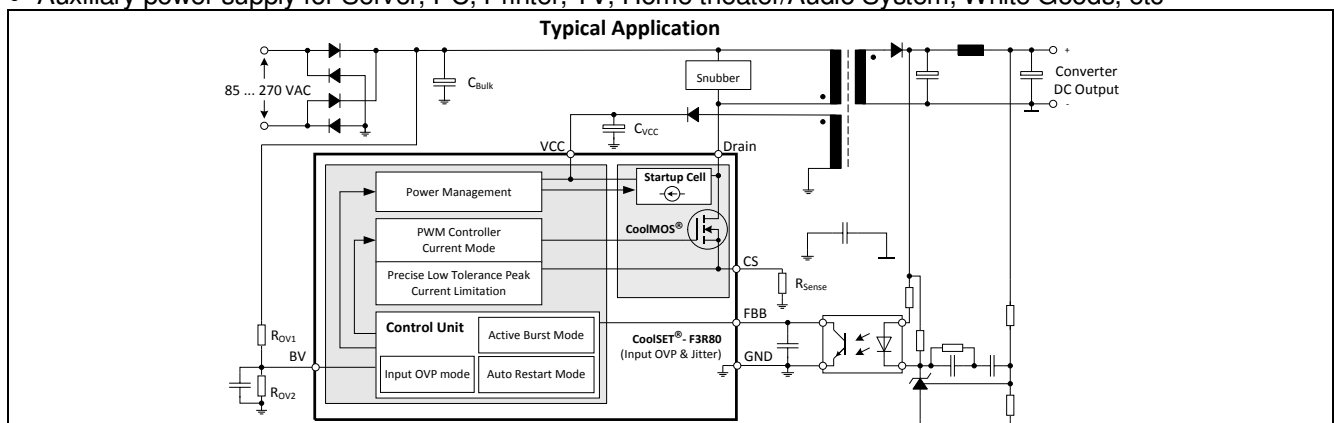 • Auxiliary power supply for Server, PC, Printer, TV, Home theater/Audio System, White Goods, etc
Typical Application
85 ... 270 VAC
CBulk
Snubber
+
Converter
DC Output
-
CVCC
VCC
Drain
Power Management
Startup Cell
CoolMOS®
PWM Controller
Current Mode
Precise Low Tolerance Peak
Current Limitation
CS
RSense
FBB
Control Unit
Active Burst Mode
CoolSET®- F3R80
(Input OVP & Jitter)
GND
ROV1
BV
Input OVP mode
Auto Restart Mode
ROV2